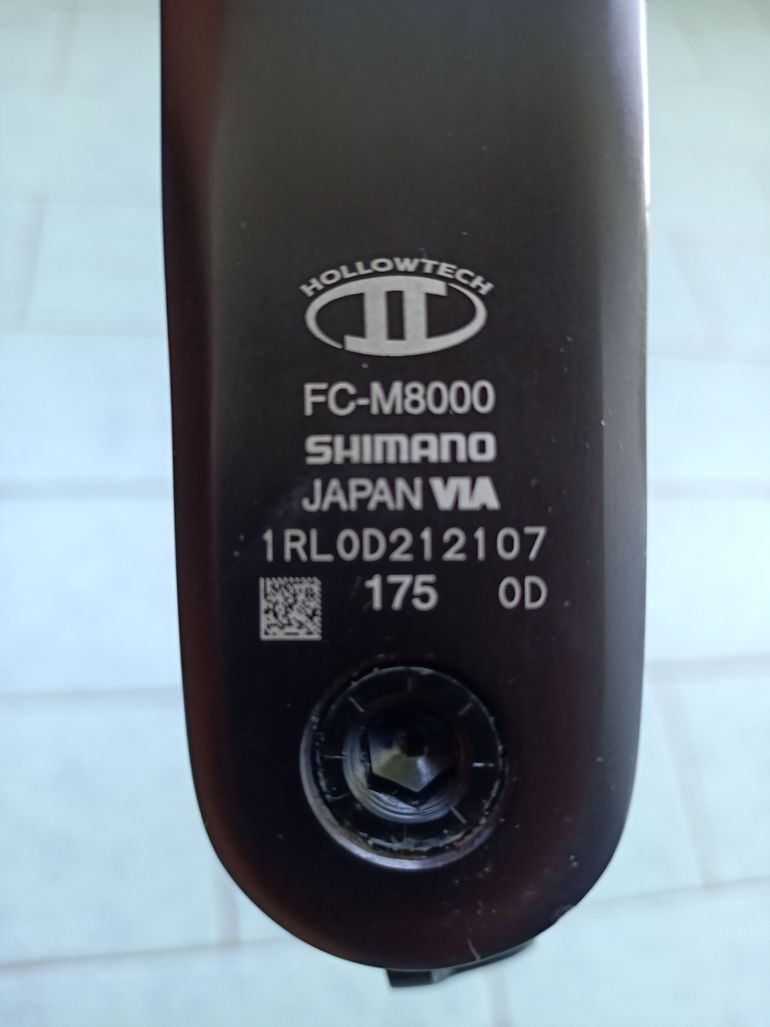 HOLLOWTECH
II
FC-M8000
SHIMANO
JAPAN VIA
1RL0D212107
175 0D